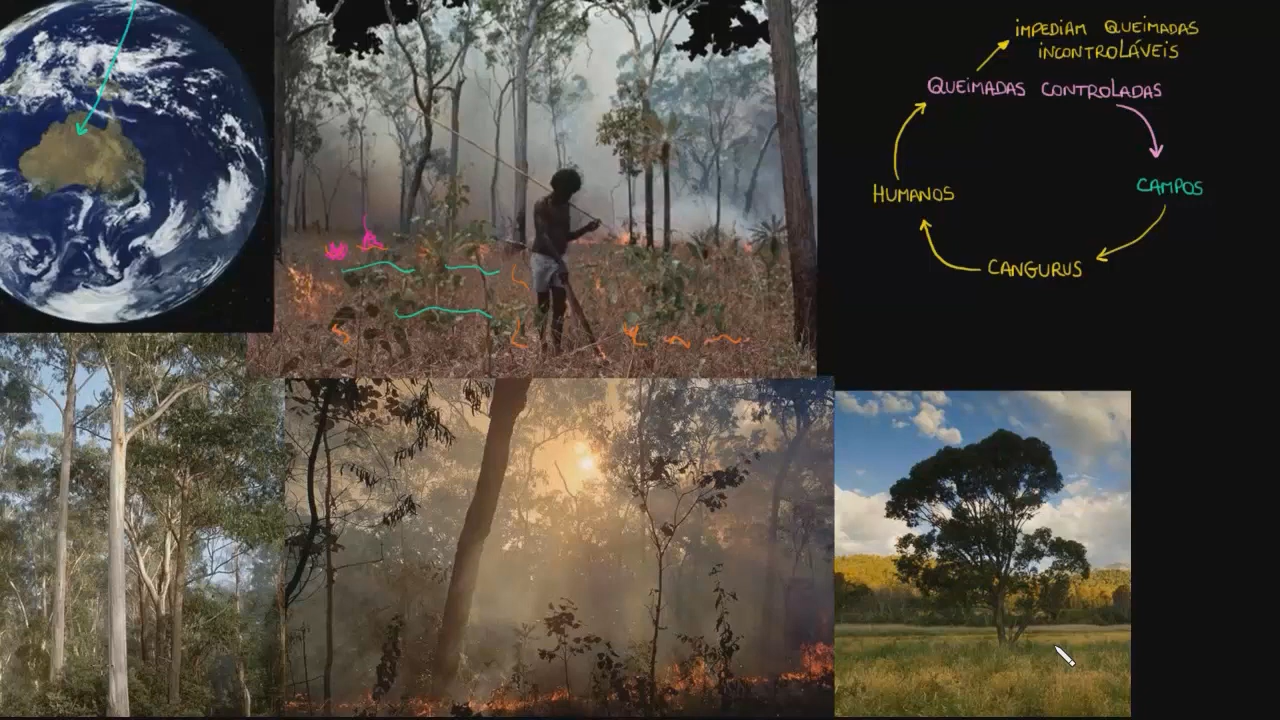 IMPEDIAM QUEIMADAS
INCONTROLÁVEIS
QUEIMADAS CONTROLADAS
HUMANOS
CAMPOS
CANGURUS